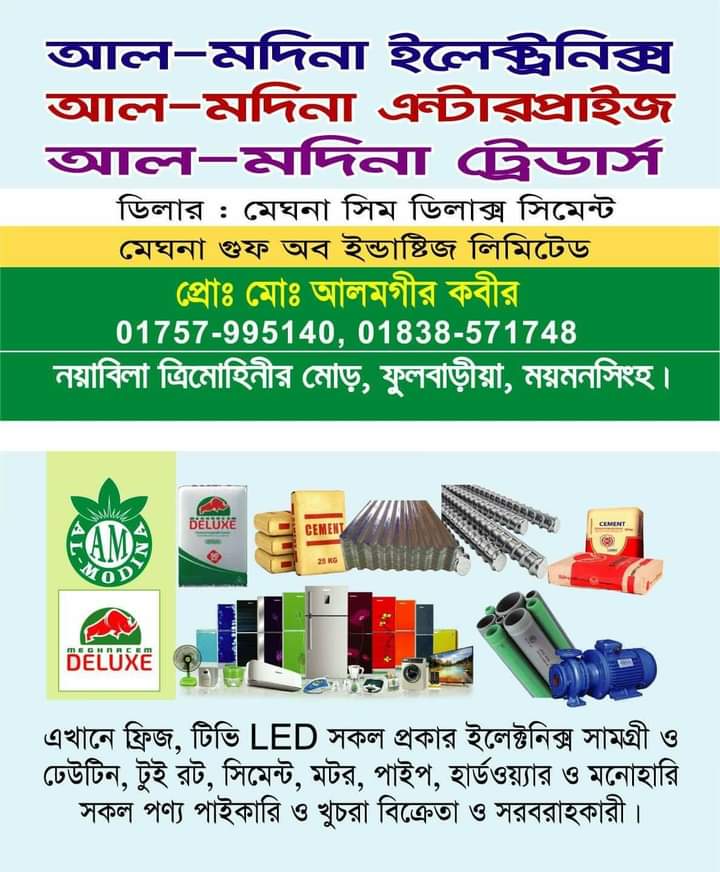 আল-মদিনা ইলেক্ট্রনিক্স
আল-মদিনা এন্টারপ্রাইজ
আল-মদিনা ট্রেডার্স
ডিলার : মেঘনা সিম ডিলাক্স সিমেন্ট
মেঘনা গুফ অব ইন্ডাষ্টিজ লিমিটেড
প্রোঃ মোঃ আলমগীর কবীর
01757-995140, 01838-571748
নয়াবিলা ত্রিমোহিনীর মোড়, ফুলবাড়ীয়া, ময়মনসিংহ।
AM
AL-MODINA
DELUXE
CEMENT
25 KG
CEMENT
MEGHNACEM
DELUXE
এখানে ফ্রিজ, টিভি LED সকল প্রকার ইলেক্টনিক্স সামগ্রী ও
ঢেউটিন, টুই রট, সিমেন্ট, মটর, পাইপ, হার্ডওয়্যার ও মনোহারি
সকল পণ্য পাইকারি ও খুচরা বিক্রেতা ও সরবরাহকারী।